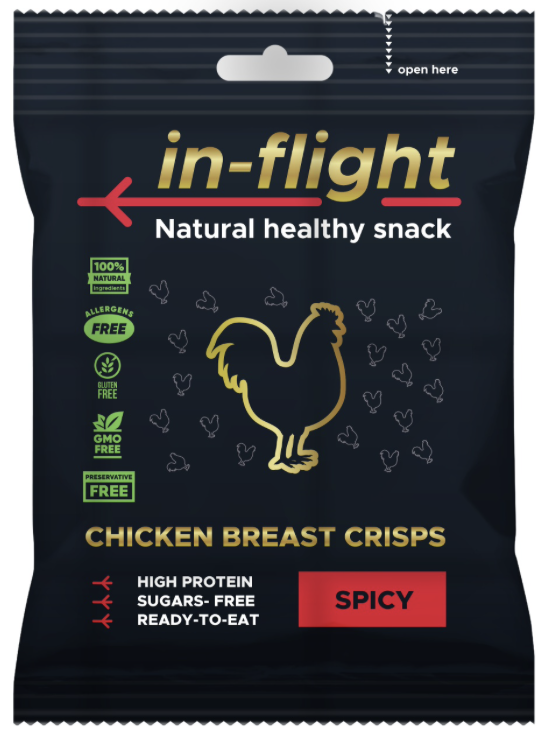 open here
in-flight
Natural healthy snack
100%
NATURAL
ingredients
ALLERGENS
FREE
GLUTEN
FREE
GMO
FREE
PRESERVATIVE
FREE
CHICKEN BREAST CRISPS
HIGH PROTEIN
SUGARS- FREE
READY-TO-EAT
SPICY